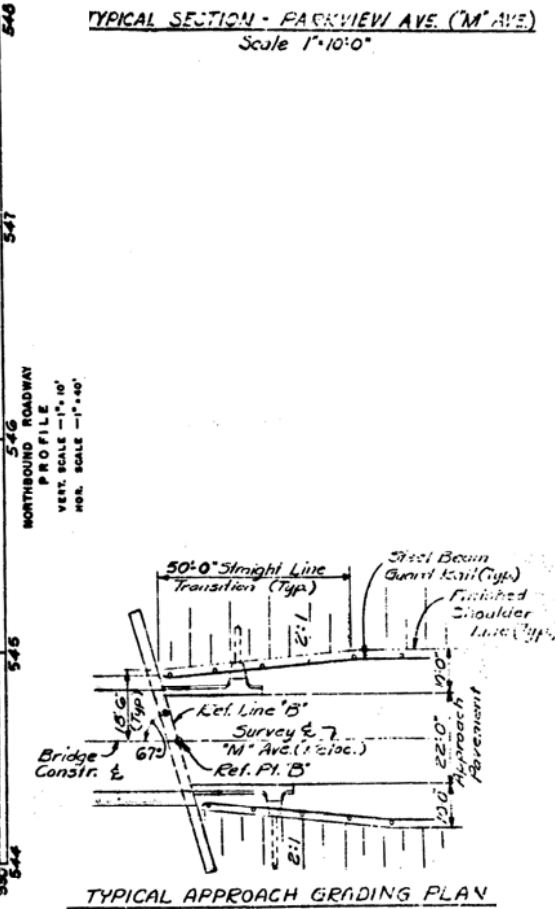 TYPICAL SECTION - PARKVIEW AVE. ("M" AVE.)
Scale 1"=10'-0"
548
547
546
545
544
530
NORTHBOUND ROADWAY
PROFILE
VERT. SCALE - 1"=10'
HOR. SCALE - 1"=40'
50'-0" Straight Line
Transition (Typ.)
Steel Beam
Guard Rail (Typ.)
Finished
Shoulder
Line (Typ.)
2:1
18'-6"
(Typ.)
Ref. Line "B"
Survey ℄
"M" Ave. (Reloc.)
Ref. Pt. "B"
Bridge
Constr. ℄
67°
10'-0"
22'-0"
10'-0"
Approach
Pavement
2:1
TYPICAL APPROACH GRADING PLAN